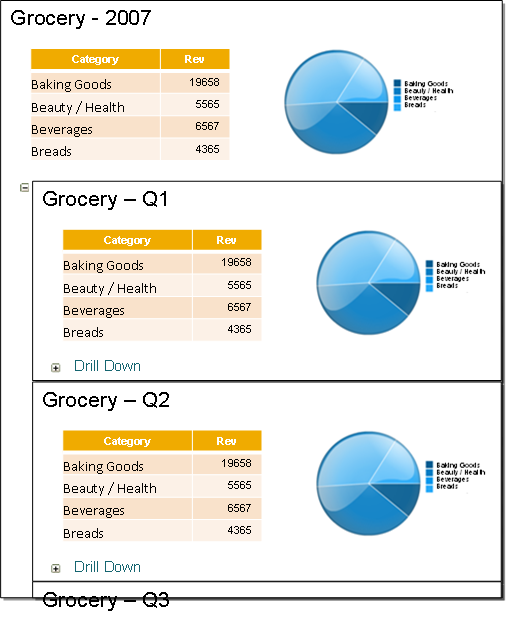 Grocery - 2007
Category Rev
Baking Goods 19658
Beauty / Health 5565
Beverages 6567
Breads 4365
Baking Goods
Beauty / Health
Beverages
Breads
Grocery – Q1
Category Rev
Baking Goods 19658
Beauty / Health 5565
Beverages 6567
Breads 4365
Baking Goods
Beauty / Health
Beverages
Breads
Drill Down
Grocery – Q2
Category Rev
Baking Goods 19658
Beauty / Health 5565
Beverages 6567
Breads 4365
Baking Goods
Beauty / Health
Beverages
Breads
Drill Down
Grocery – Q3